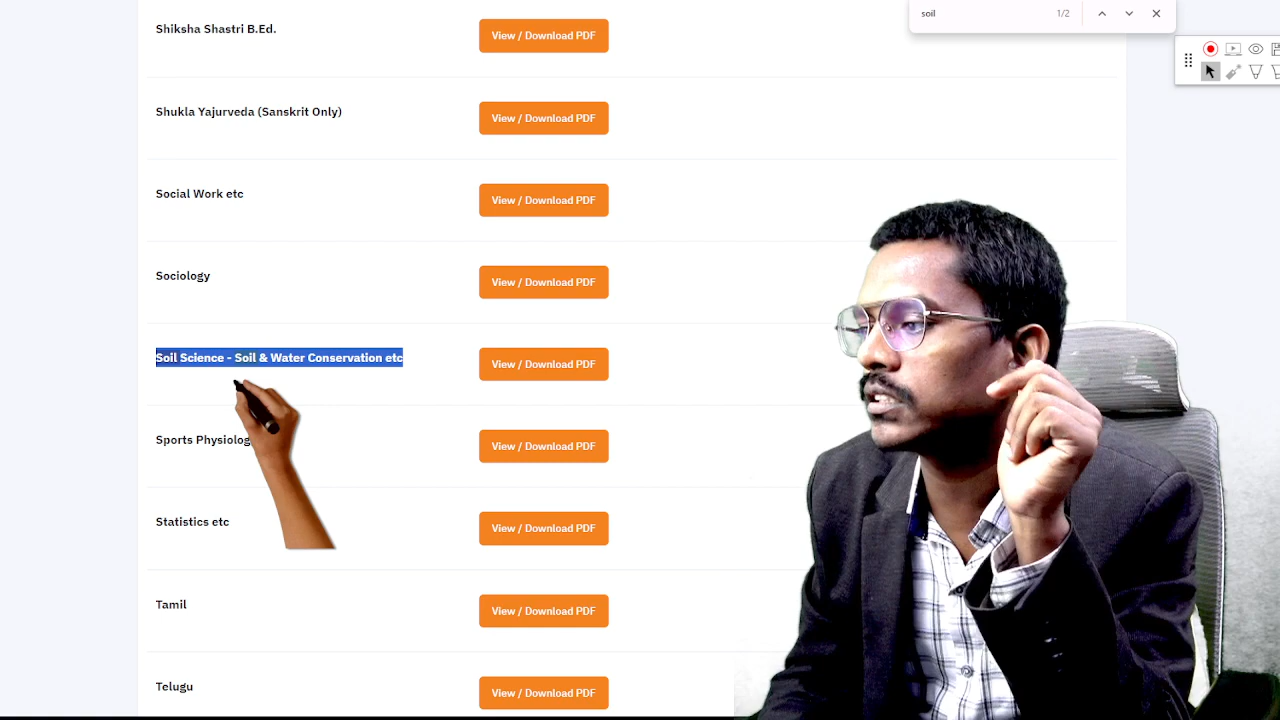 soil 1/2
Shiksha Shastri B.Ed. View / Download PDF
Shukla Yajurveda (Sanskrit Only) View / Download PDF
Social Work etc View / Download PDF
Sociology View / Download PDF
Soil Science - Soil & Water Conservation etc View / Download PDF
Sports Physiolog View / Download PDF
Statistics etc View / Download PDF
Tamil View / Download PDF
Telugu View / Download PDF